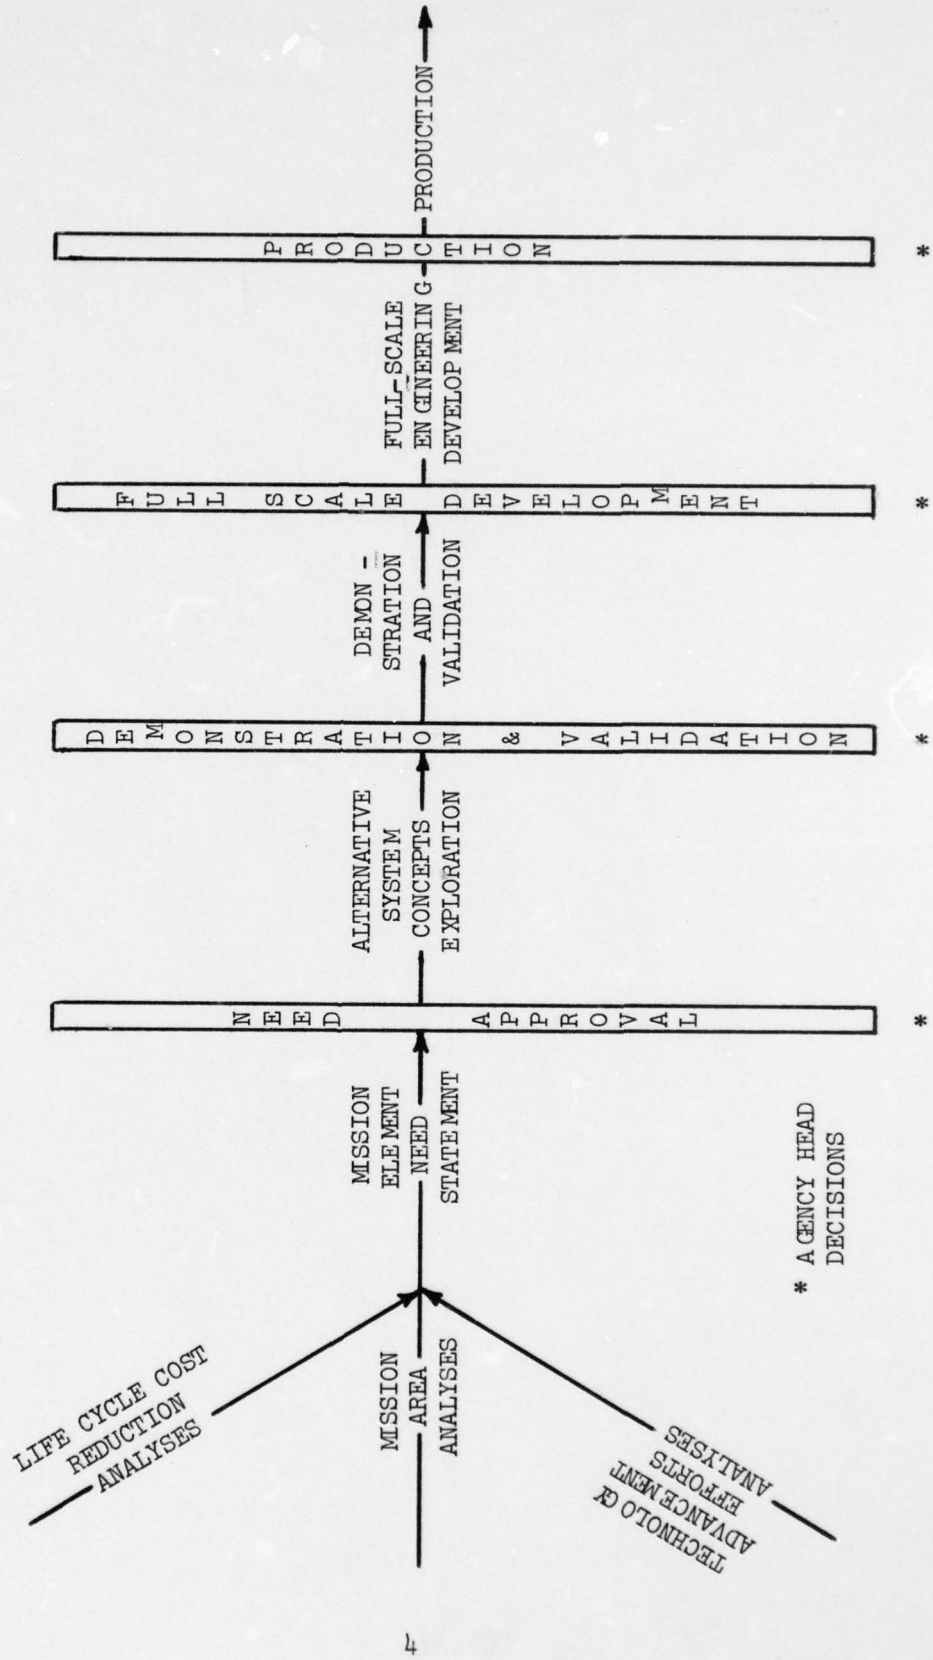 LIFE CYCLE COST
REDUCTION
ANALYSES
MISSION
AREA
ANALYSES
TECHNOLOGY
ADVANCEMENT
EFFORTS
ANALYSES
MISSION
ELEMENT
NEED
STATEMENT
NEED APPROVAL
ALTERNATIVE
SYSTEM
CONCEPTS
EXPLORATION
DEMONSTRATION & VALIDATION
DEMON-
STRATION
AND
VALIDATION
FULL SCALE DEVELOPMENT
FULL-SCALE
ENGINEERING
DEVELOPMENT
PRODUCTION
PRODUCTION
* * * *
* AGENCY HEAD
DECISIONS
4